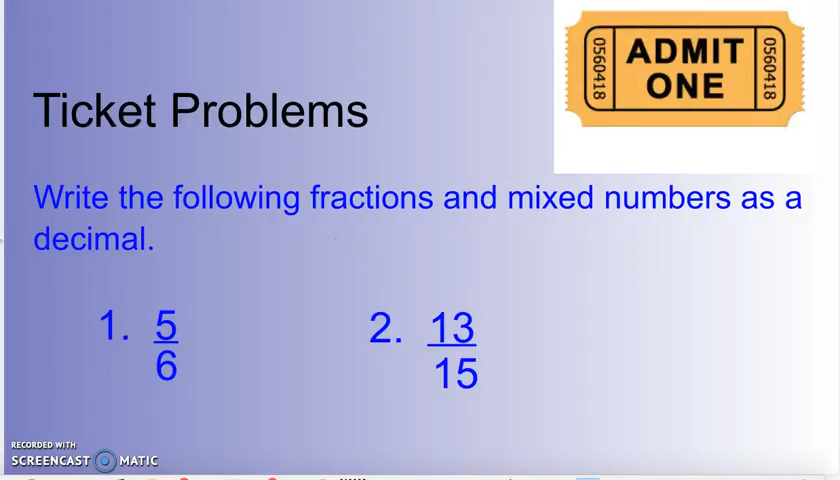 ADMIT
ONE
0560418
0560418
Ticket Problems
Write the following fractions and mixed numbers as a
decimal.
1. 5
6
2. 13
15
RECORDED WITH
SCREENCAST MATIC